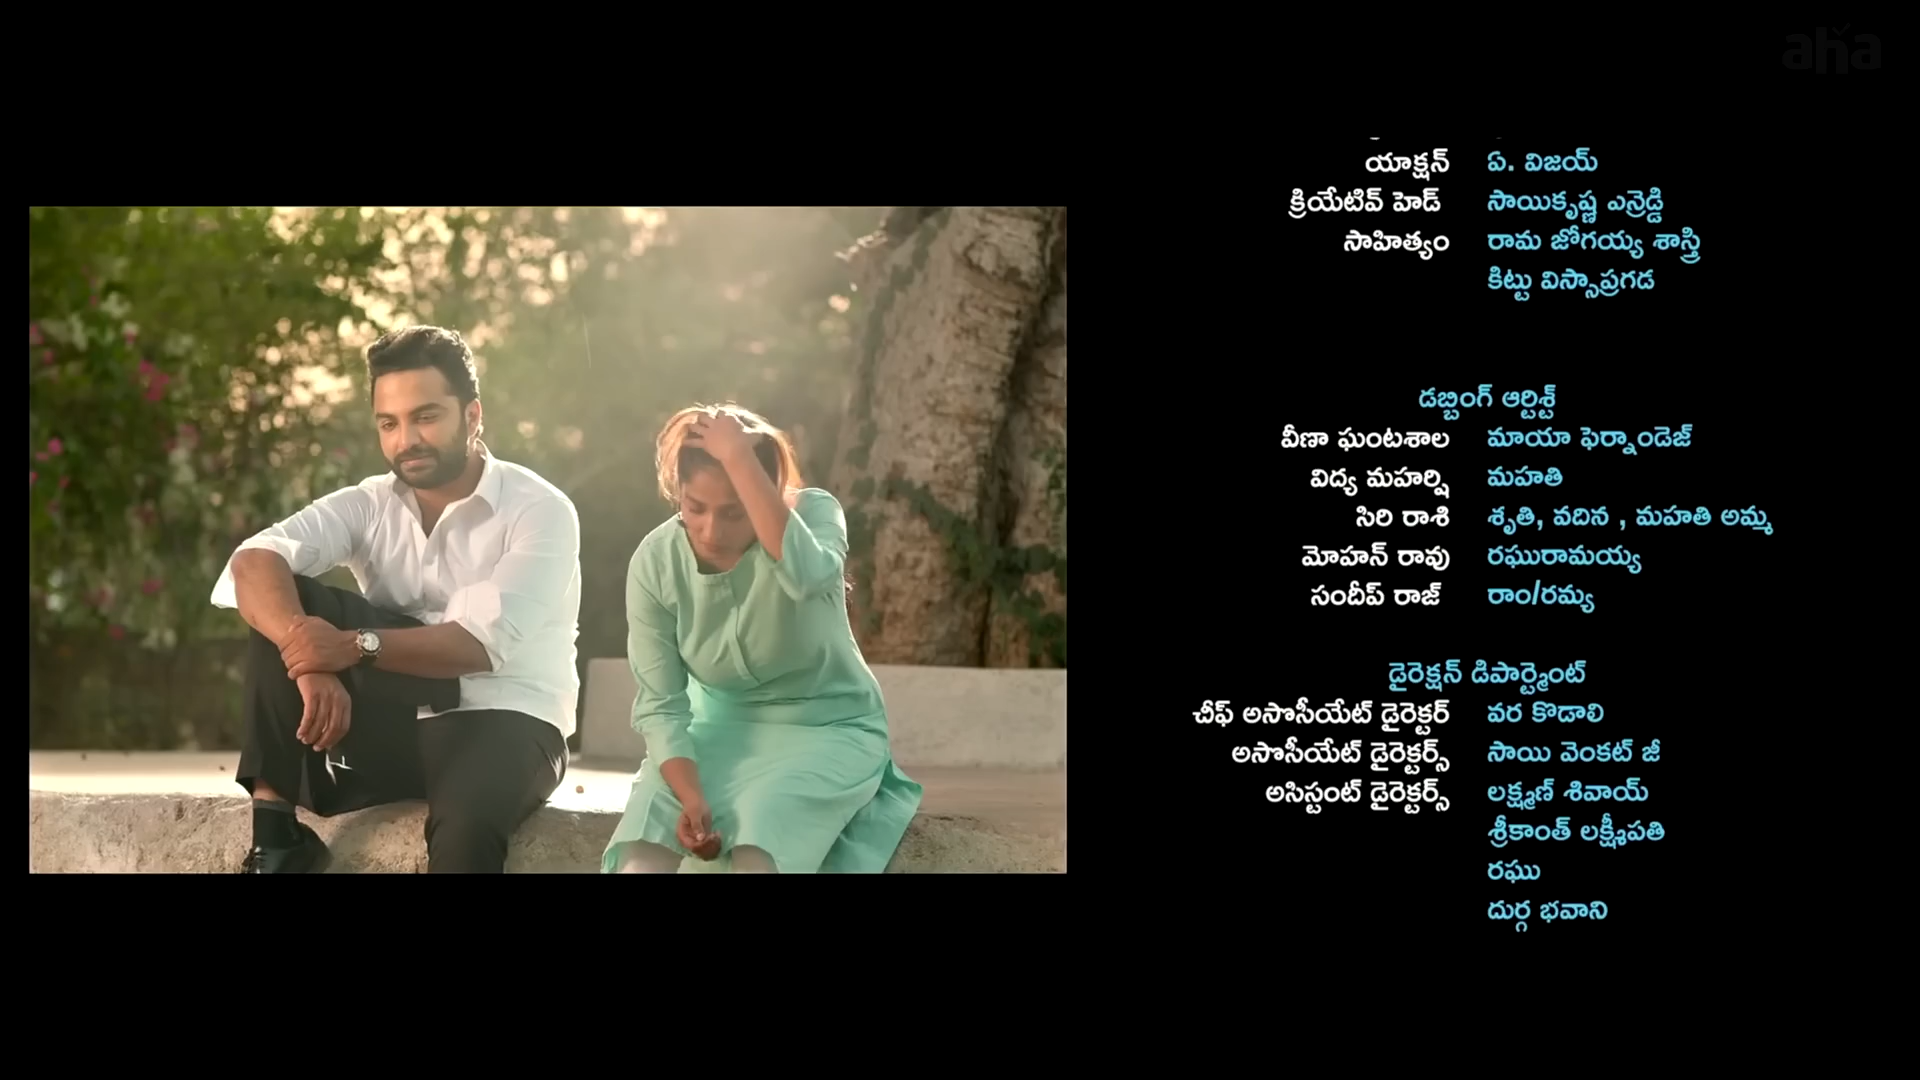 aha
యాక్షన్ ఏ. విజయ్
క్రియేటివ్ హెడ్ సాయికృష్ణ ఎన్రెడ్డి
సాహిత్యం రామ జోగయ్య శాస్త్రి
కిట్టు విస్సాప్రగడ
డబ్బింగ్ ఆర్టిస్ట్
వీణా ఘంటశాల మాయా ఫెర్నాండెజ్
విద్య మహర్షి మహతి
సిరి రాశి శృతి, వదిన , మహతి అమ్మ
మోహన్ రావు రఘురామయ్య
సందీప్ రాజ్ రాం/రమ్య
డైరెక్షన్ డిపార్ట్మెంట్
చీఫ్ అసొసీయేట్ డైరెక్టర్ వర కొడాలి
అసొసీయేట్ డైరెక్టర్స్ సాయి వెంకట్ జీ
అసిస్టంట్ డైరెక్టర్స్ లక్ష్మణ్ శివాయ్
శ్రీకాంత్ లక్ష్మీపతి
రఘు
దుర్గ భవాని